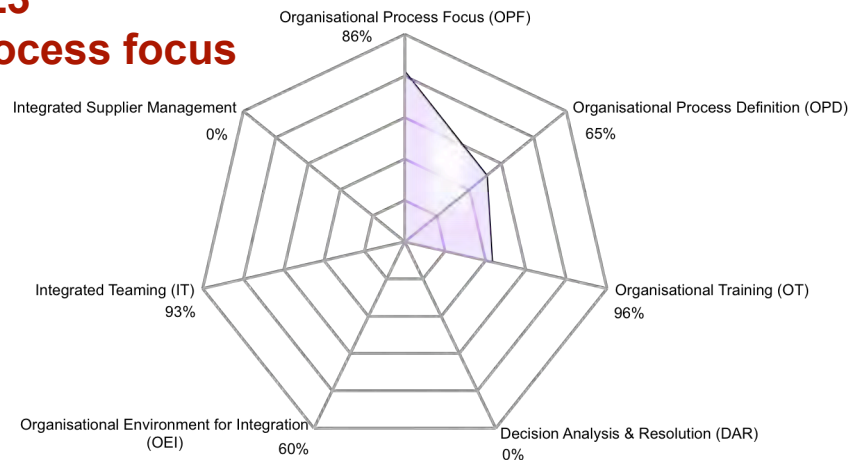 process focus
Organisational Process Focus (OPF)
86%
Integrated Supplier Management
0%
Organisational Process Definition (OPD)
65%
Integrated Teaming (IT)
93%
Organisational Training (OT)
96%
Organisational Environment for Integration
(OEI)
60%
Decision Analysis & Resolution (DAR)
0%